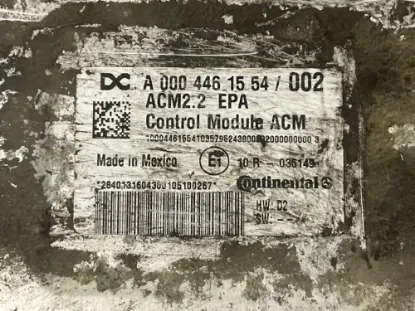 DC A 000 446 15 54 / 002
ACM2.2 EPA
Control Module ACM
Made in Mexico E1 10 R - 036149
Continental
HW: D2
SW: --